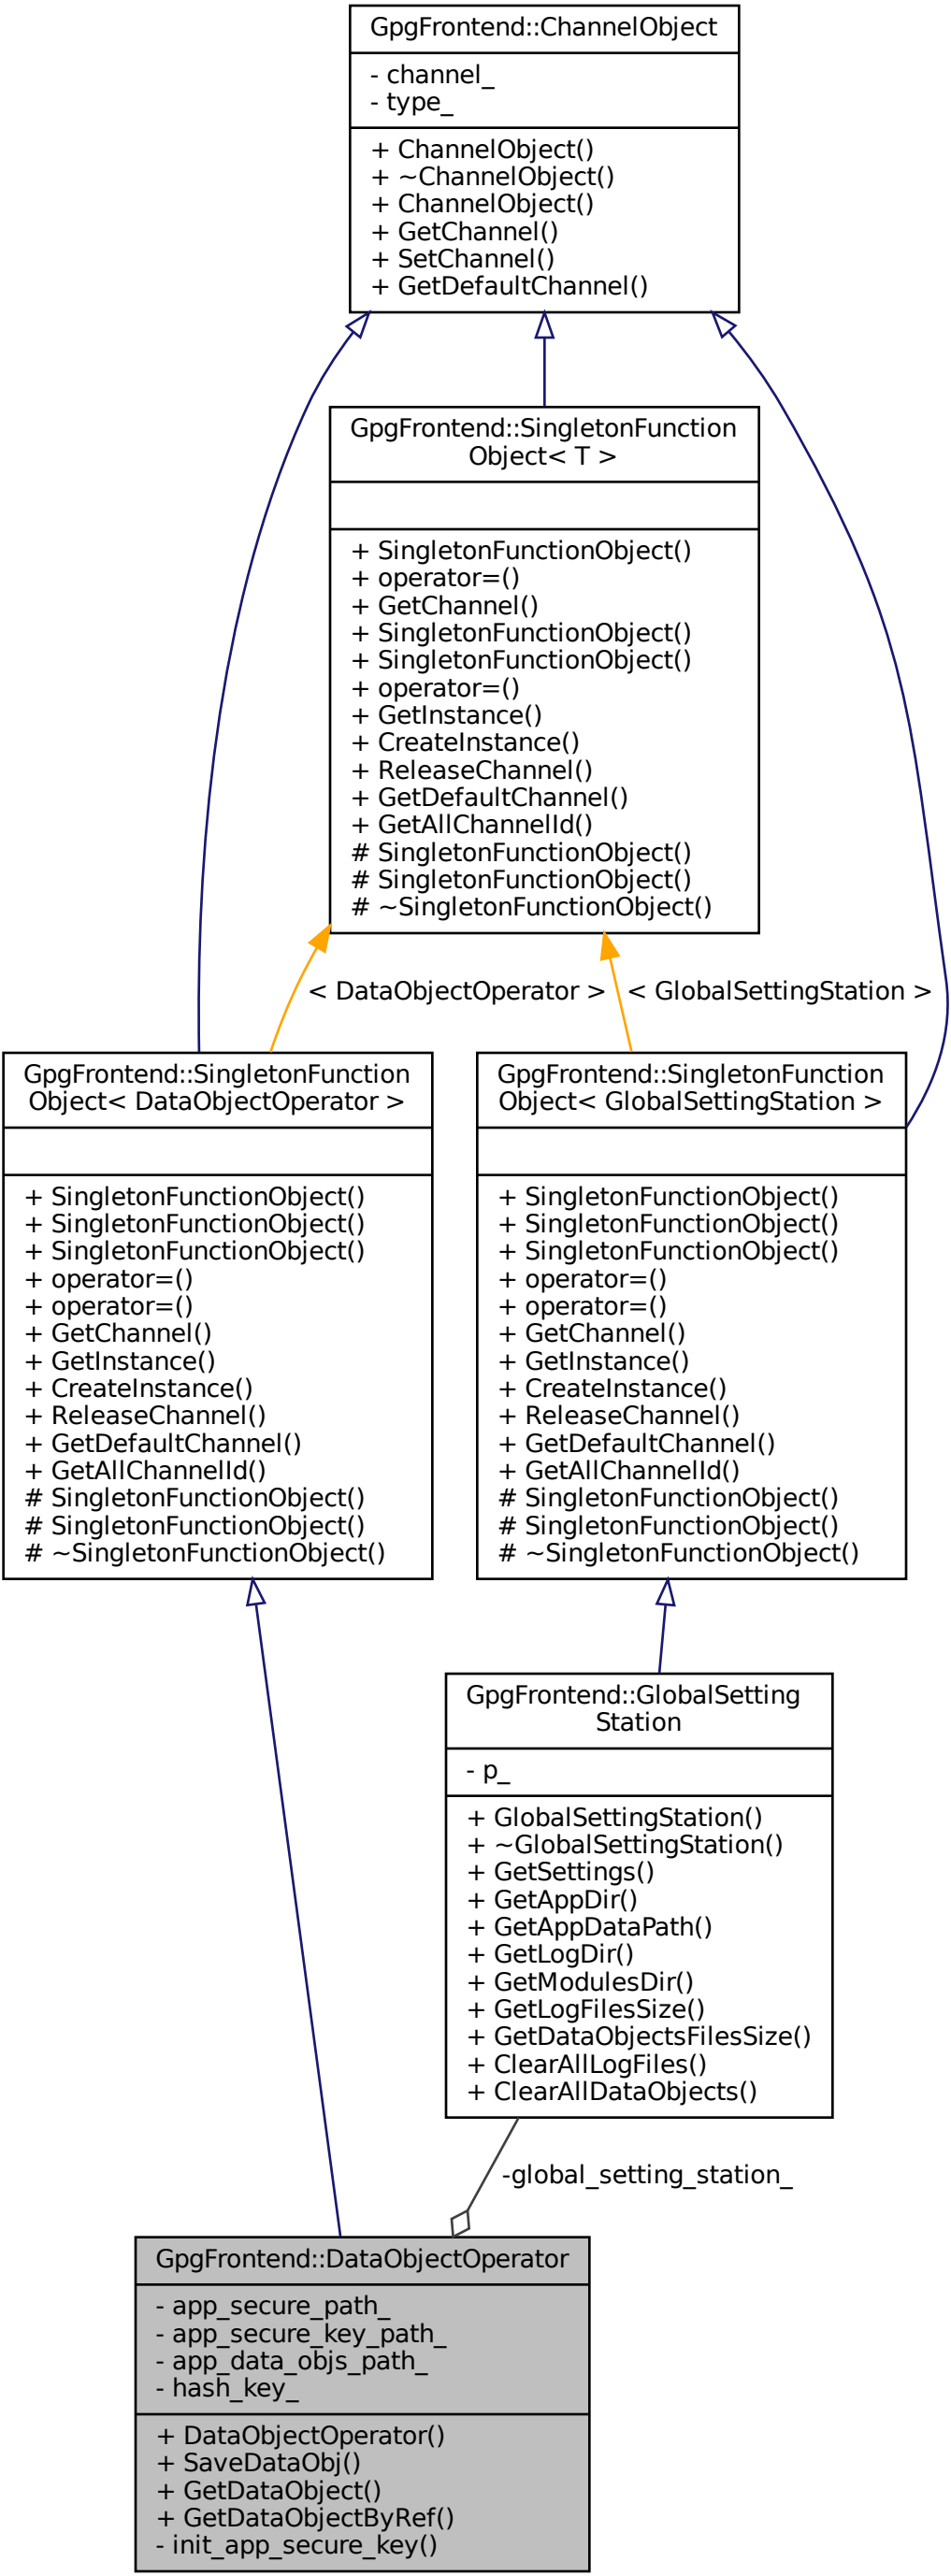 GpgFrontend::ChannelObject
- channel_
- type_
+ ChannelObject()
+ ~ChannelObject()
+ ChannelObject()
+ GetChannel()
+ SetChannel()
+ GetDefaultChannel()
GpgFrontend::SingletonFunction
Object< T >
+ SingletonFunctionObject()
+ operator=()
+ GetChannel()
+ SingletonFunctionObject()
+ SingletonFunctionObject()
+ operator=()
+ GetInstance()
+ CreateInstance()
+ ReleaseChannel()
+ GetDefaultChannel()
+ GetAllChannelId()
# SingletonFunctionObject()
# SingletonFunctionObject()
# ~SingletonFunctionObject()
< DataObjectOperator >
< GlobalSettingStation >
GpgFrontend::SingletonFunction
Object< DataObjectOperator >
+ SingletonFunctionObject()
+ SingletonFunctionObject()
+ SingletonFunctionObject()
+ operator=()
+ operator=()
+ GetChannel()
+ GetInstance()
+ CreateInstance()
+ ReleaseChannel()
+ GetDefaultChannel()
+ GetAllChannelId()
# SingletonFunctionObject()
# SingletonFunctionObject()
# ~SingletonFunctionObject()
GpgFrontend::SingletonFunction
Object< GlobalSettingStation >
+ SingletonFunctionObject()
+ SingletonFunctionObject()
+ SingletonFunctionObject()
+ operator=()
+ operator=()
+ GetChannel()
+ GetInstance()
+ CreateInstance()
+ ReleaseChannel()
+ GetDefaultChannel()
+ GetAllChannelId()
# SingletonFunctionObject()
# SingletonFunctionObject()
# ~SingletonFunctionObject()
GpgFrontend::GlobalSetting
Station
- p_
+ GlobalSettingStation()
+ ~GlobalSettingStation()
+ GetSettings()
+ GetAppDir()
+ GetAppDataPath()
+ GetLogDir()
+ GetModulesDir()
+ GetLogFilesSize()
+ GetDataObjectsFilesSize()
+ ClearAllLogFiles()
+ ClearAllDataObjects()
-global_setting_station_
GpgFrontend::DataObjectOperator
- app_secure_path_
- app_secure_key_path_
- app_data_objs_path_
- hash_key_
+ DataObjectOperator()
+ SaveDataObj()
+ GetDataObject()
+ GetDataObjectByRef()
- init_app_secure_key()